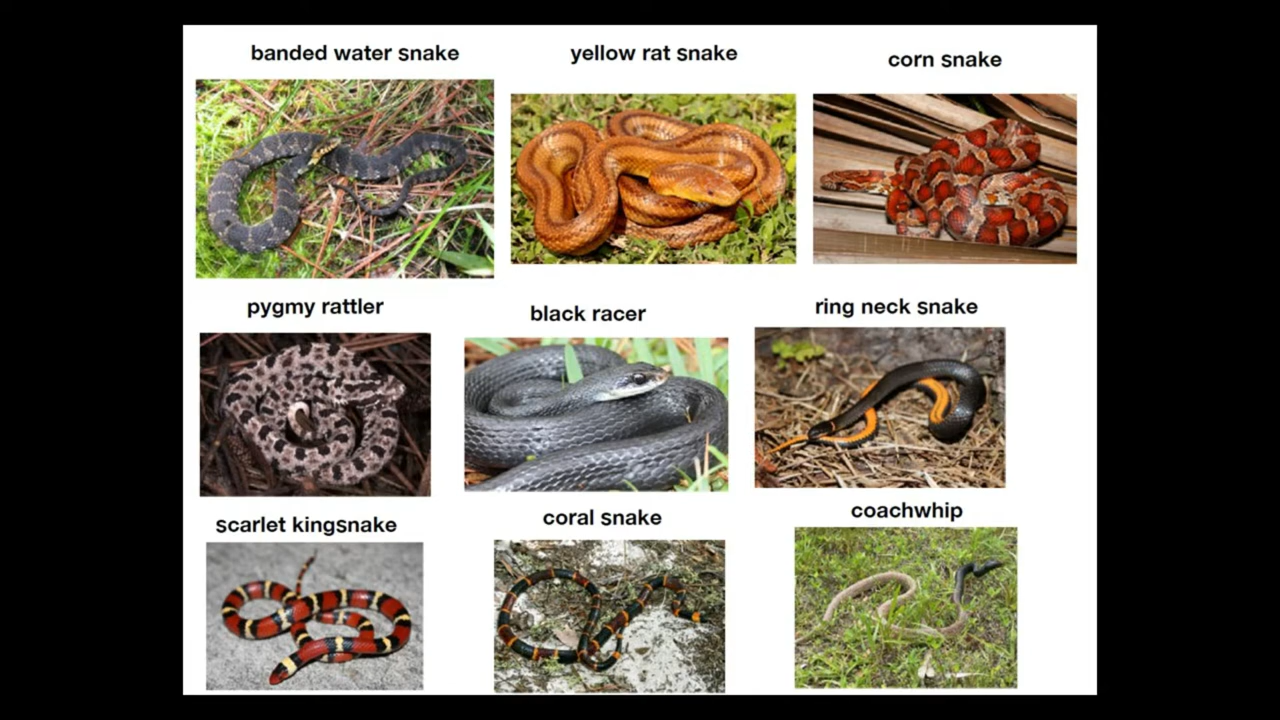 banded water snake
yellow rat snake
corn snake
pygmy rattler
black racer
ring neck snake
scarlet kingsnake
coral snake
coachwhip